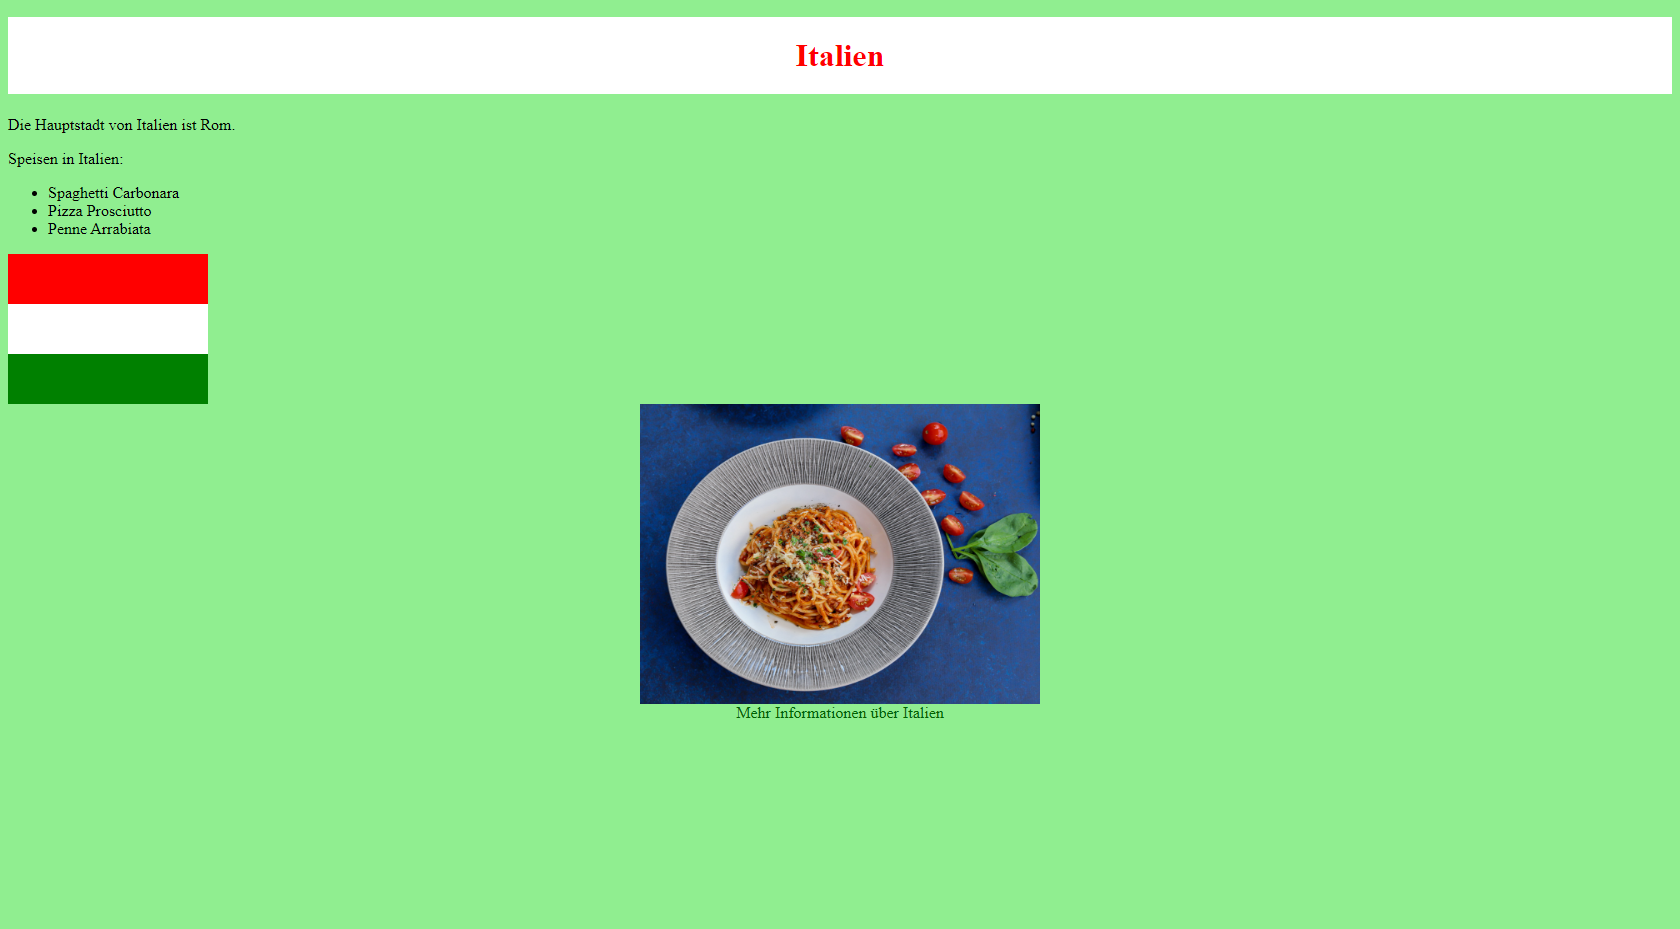 Italien
Die Hauptstadt von Italien ist Rom.
Speisen in Italien:
Spaghetti Carbonara
Pizza Prosciutto
Penne Arrabiata
Mehr Informationen über Italien